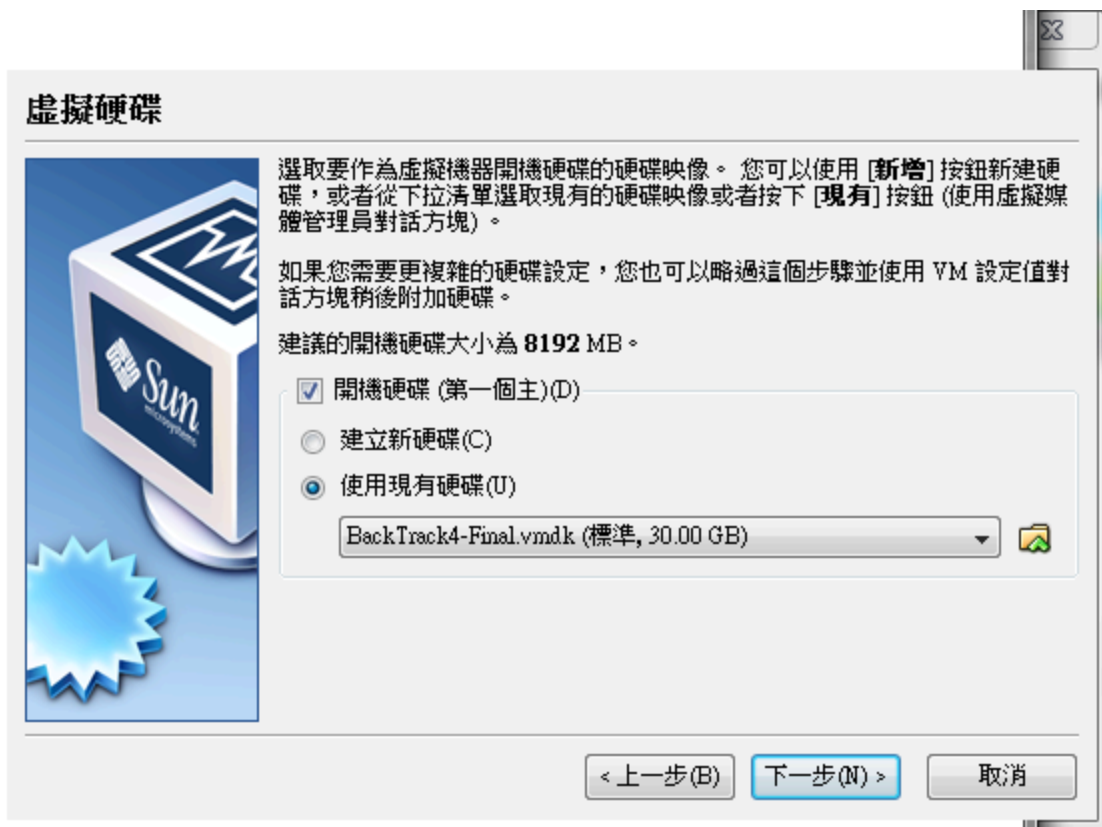 虛擬硬碟
選取要作為虛擬機器開機硬碟的硬碟映像。 您可以使用 [新增] 按鈕新建硬
碟，或者從下拉清單選取現有的硬碟映像或者按下 [現有] 按鈕 (使用虛擬媒
體管理員對話方塊) 。
如果您需要更複雜的硬碟設定，您也可以略過這個步驟並使用 VM 設定值對
話方塊稍後附加硬碟。
建議的開機硬碟大小為 8192 MB。
開機硬碟 (第一個主)(D)
建立新硬碟(C)
使用現有硬碟(U)
BackTrack4-Final.vmdk (標準, 30.00 GB)
Sun
microsystems
< 上一步(B)
下一步(N) >
取消